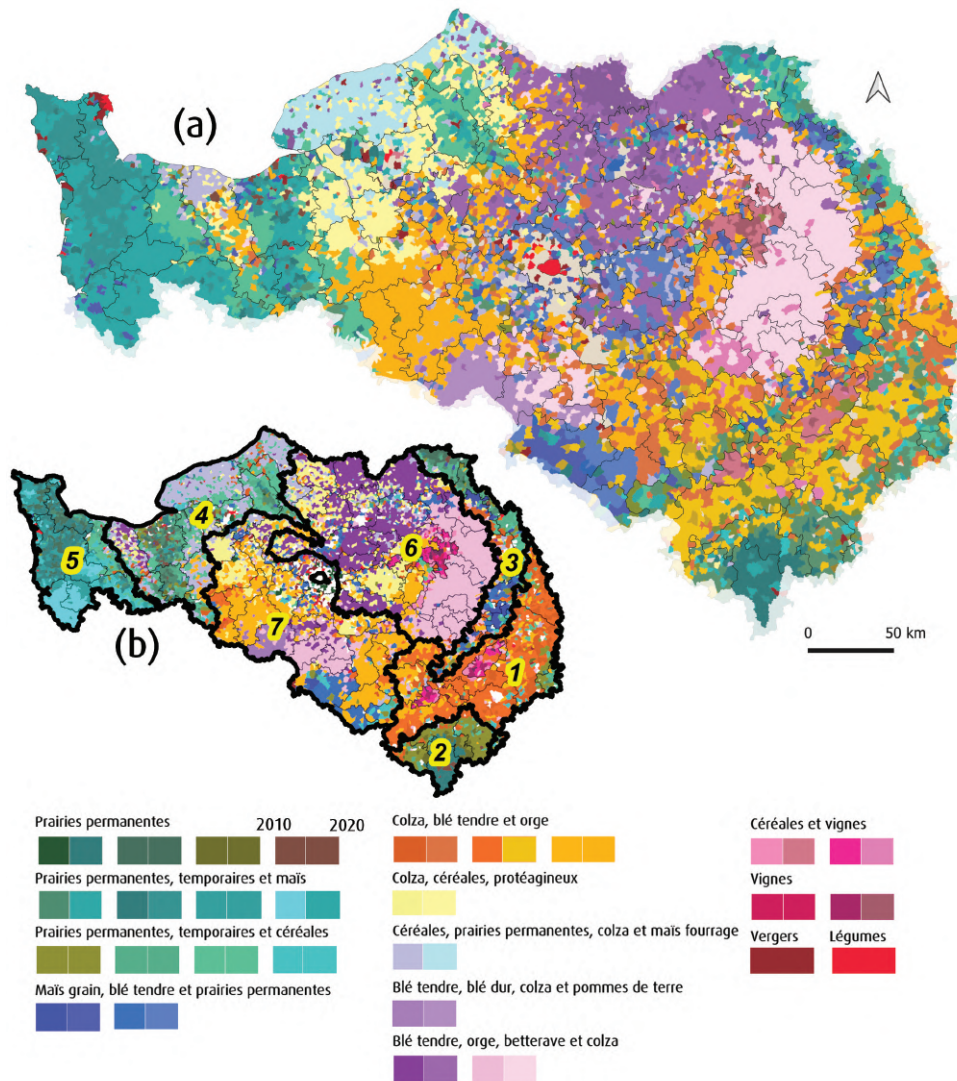 (a)
0 50 km
4
5
6
3
7
(b)
1
2
Prairies permanentes 2010 2020
Prairies permanentes, temporaires et maïs
Prairies permanentes, temporaires et céréales
Maïs grain, blé tendre et prairies permanentes
Colza, blé tendre et orge
Colza, céréales, protéagineux
Céréales, prairies permanentes, colza et maïs fourrage
Blé tendre, blé dur, colza et pommes de terre
Blé tendre, orge, betterave et colza
Céréales et vignes
Vignes
Vergers Légumes